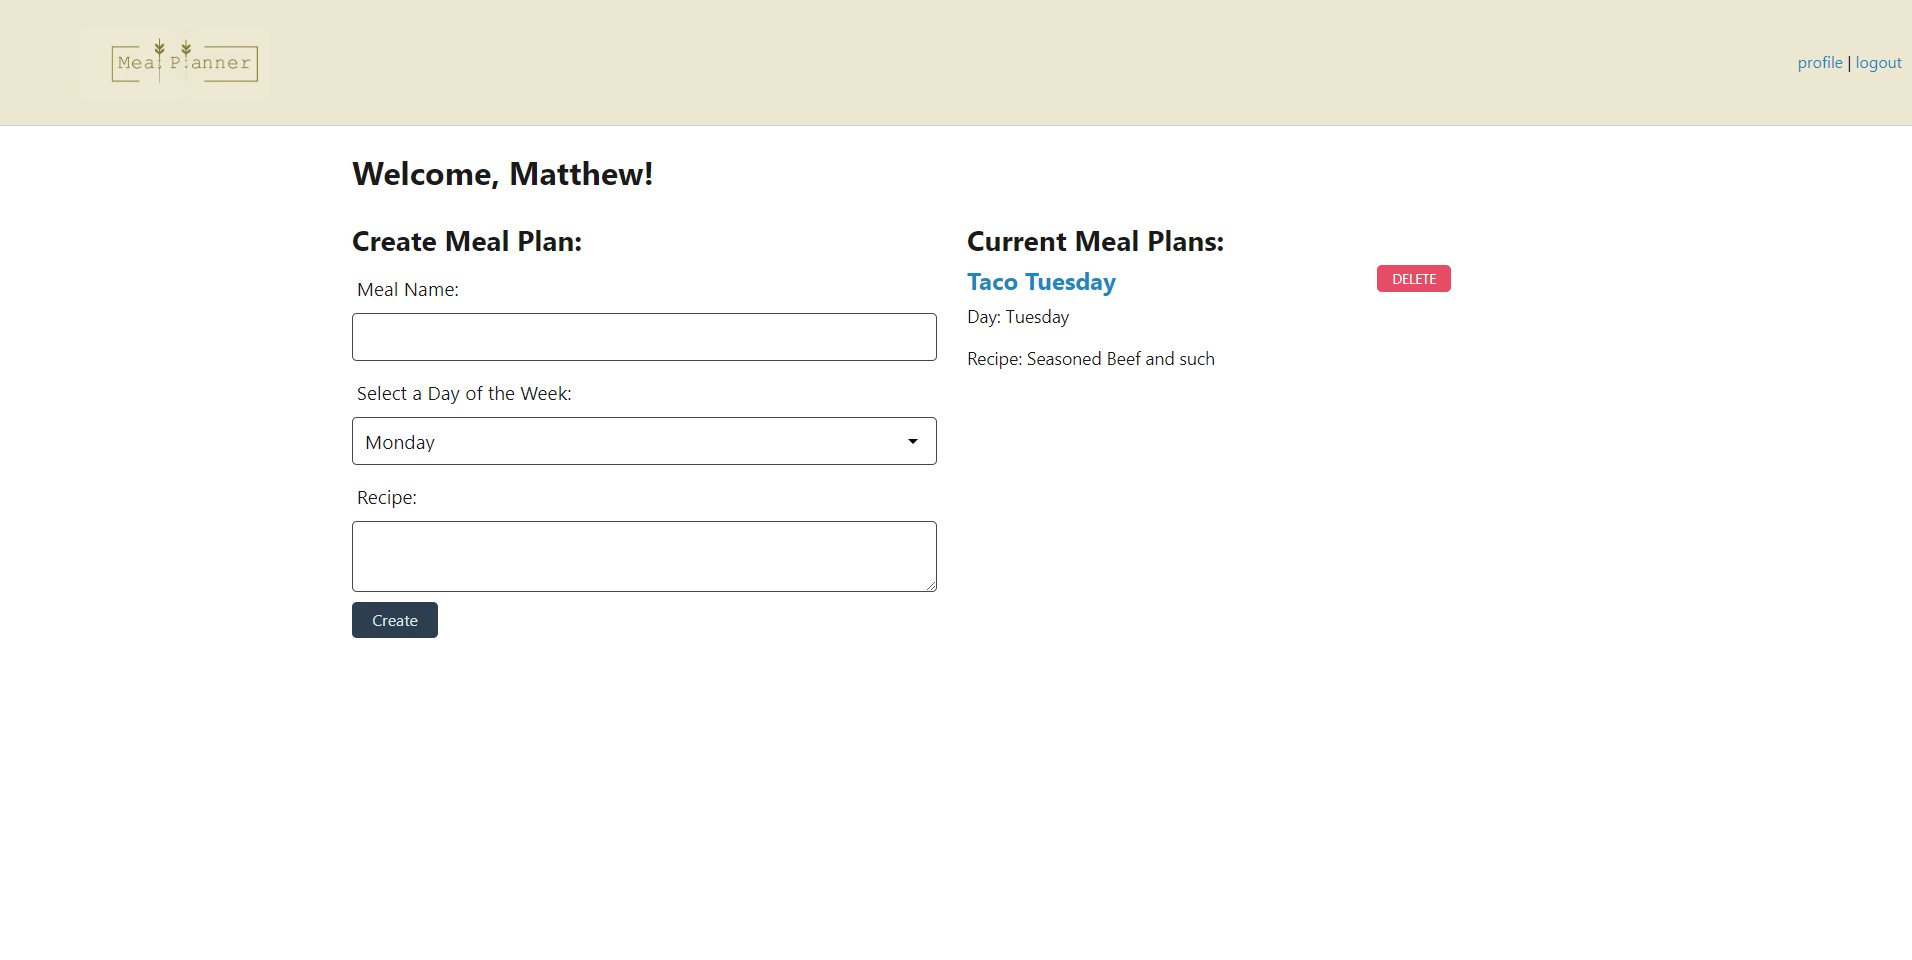 Meal Planner
profile | logout
Welcome, Matthew!
Create Meal Plan:
Meal Name:
Select a Day of the Week:
Monday
Recipe:
Create
Current Meal Plans:
Taco Tuesday
DELETE
Day: Tuesday
Recipe: Seasoned Beef and such